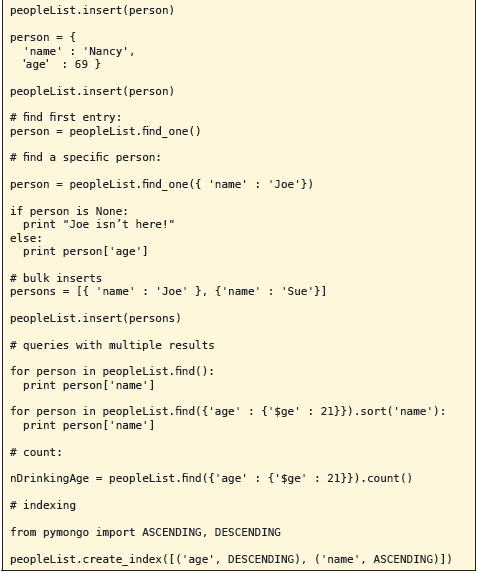 peopleList.insert(person)
person = {
'name' : 'Nancy',
'age' : 69 }
peopleList.insert(person)
# find first entry:
person = peopleList.find_one()
# find a specific person:
person = peopleList.find_one({ 'name' : 'Joe'})
if person is None:
print "Joe isn’t here!"
else:
print person['age']
# bulk inserts
persons = [{ 'name' : 'Joe' }, {'name' : 'Sue'}]
peopleList.insert(persons)
# queries with multiple results
for person in peopleList.find():
print person['name']
for person in peopleList.find({'age' : {'$ge' : 21}}).sort('name'):
print person['name']
# count:
nDrinkingAge = peopleList.find({'age' : {'$ge' : 21}}).count()
# indexing
from pymongo import ASCENDING, DESCENDING
peopleList.create_index([('age', DESCENDING), ('name', ASCENDING)])